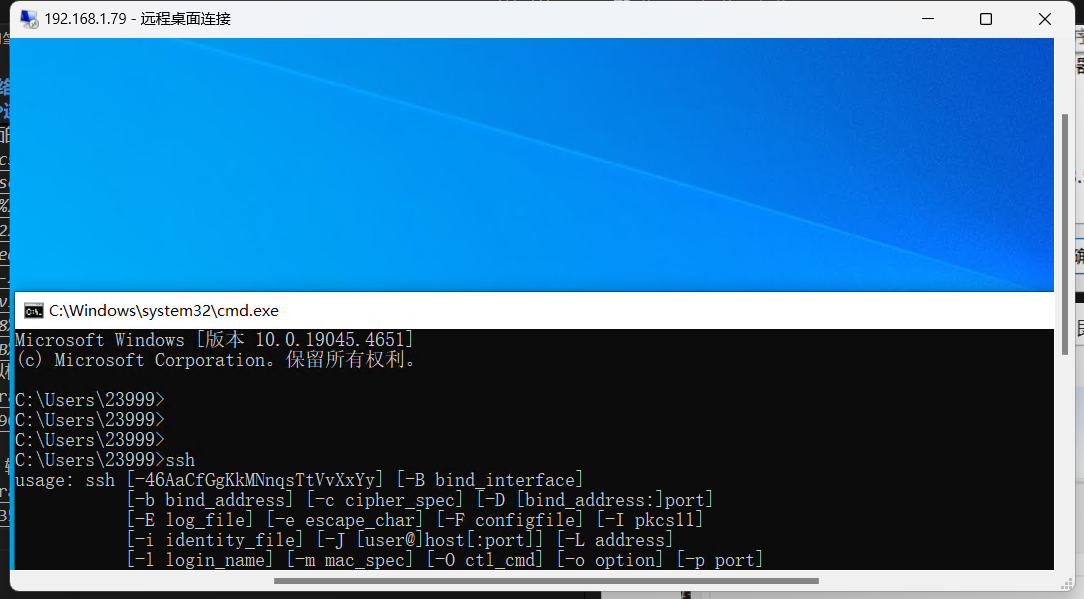 192.168.1.79 - 远程桌面连接
C:\Windows\system32\cmd.exe
Microsoft Windows [版本 10.0.19045.4651]
(c) Microsoft Corporation。保留所有权利。
C:\Users\23999>
C:\Users\23999>
C:\Users\23999>
C:\Users\23999>ssh
usage: ssh [-46AaCfGgKkMNnqsTtVvXxYy] [-B bind_interface]
[-b bind_address] [-c cipher_spec] [-D [bind_address:]port]
[-E log_file] [-e escape_char] [-F configfile] [-I pkcs11]
[-i identity_file] [-J [user@]host[:port]] [-L address]
[-l login_name] [-m mac_spec] [-O ctl_cmd] [-o option] [-p port]